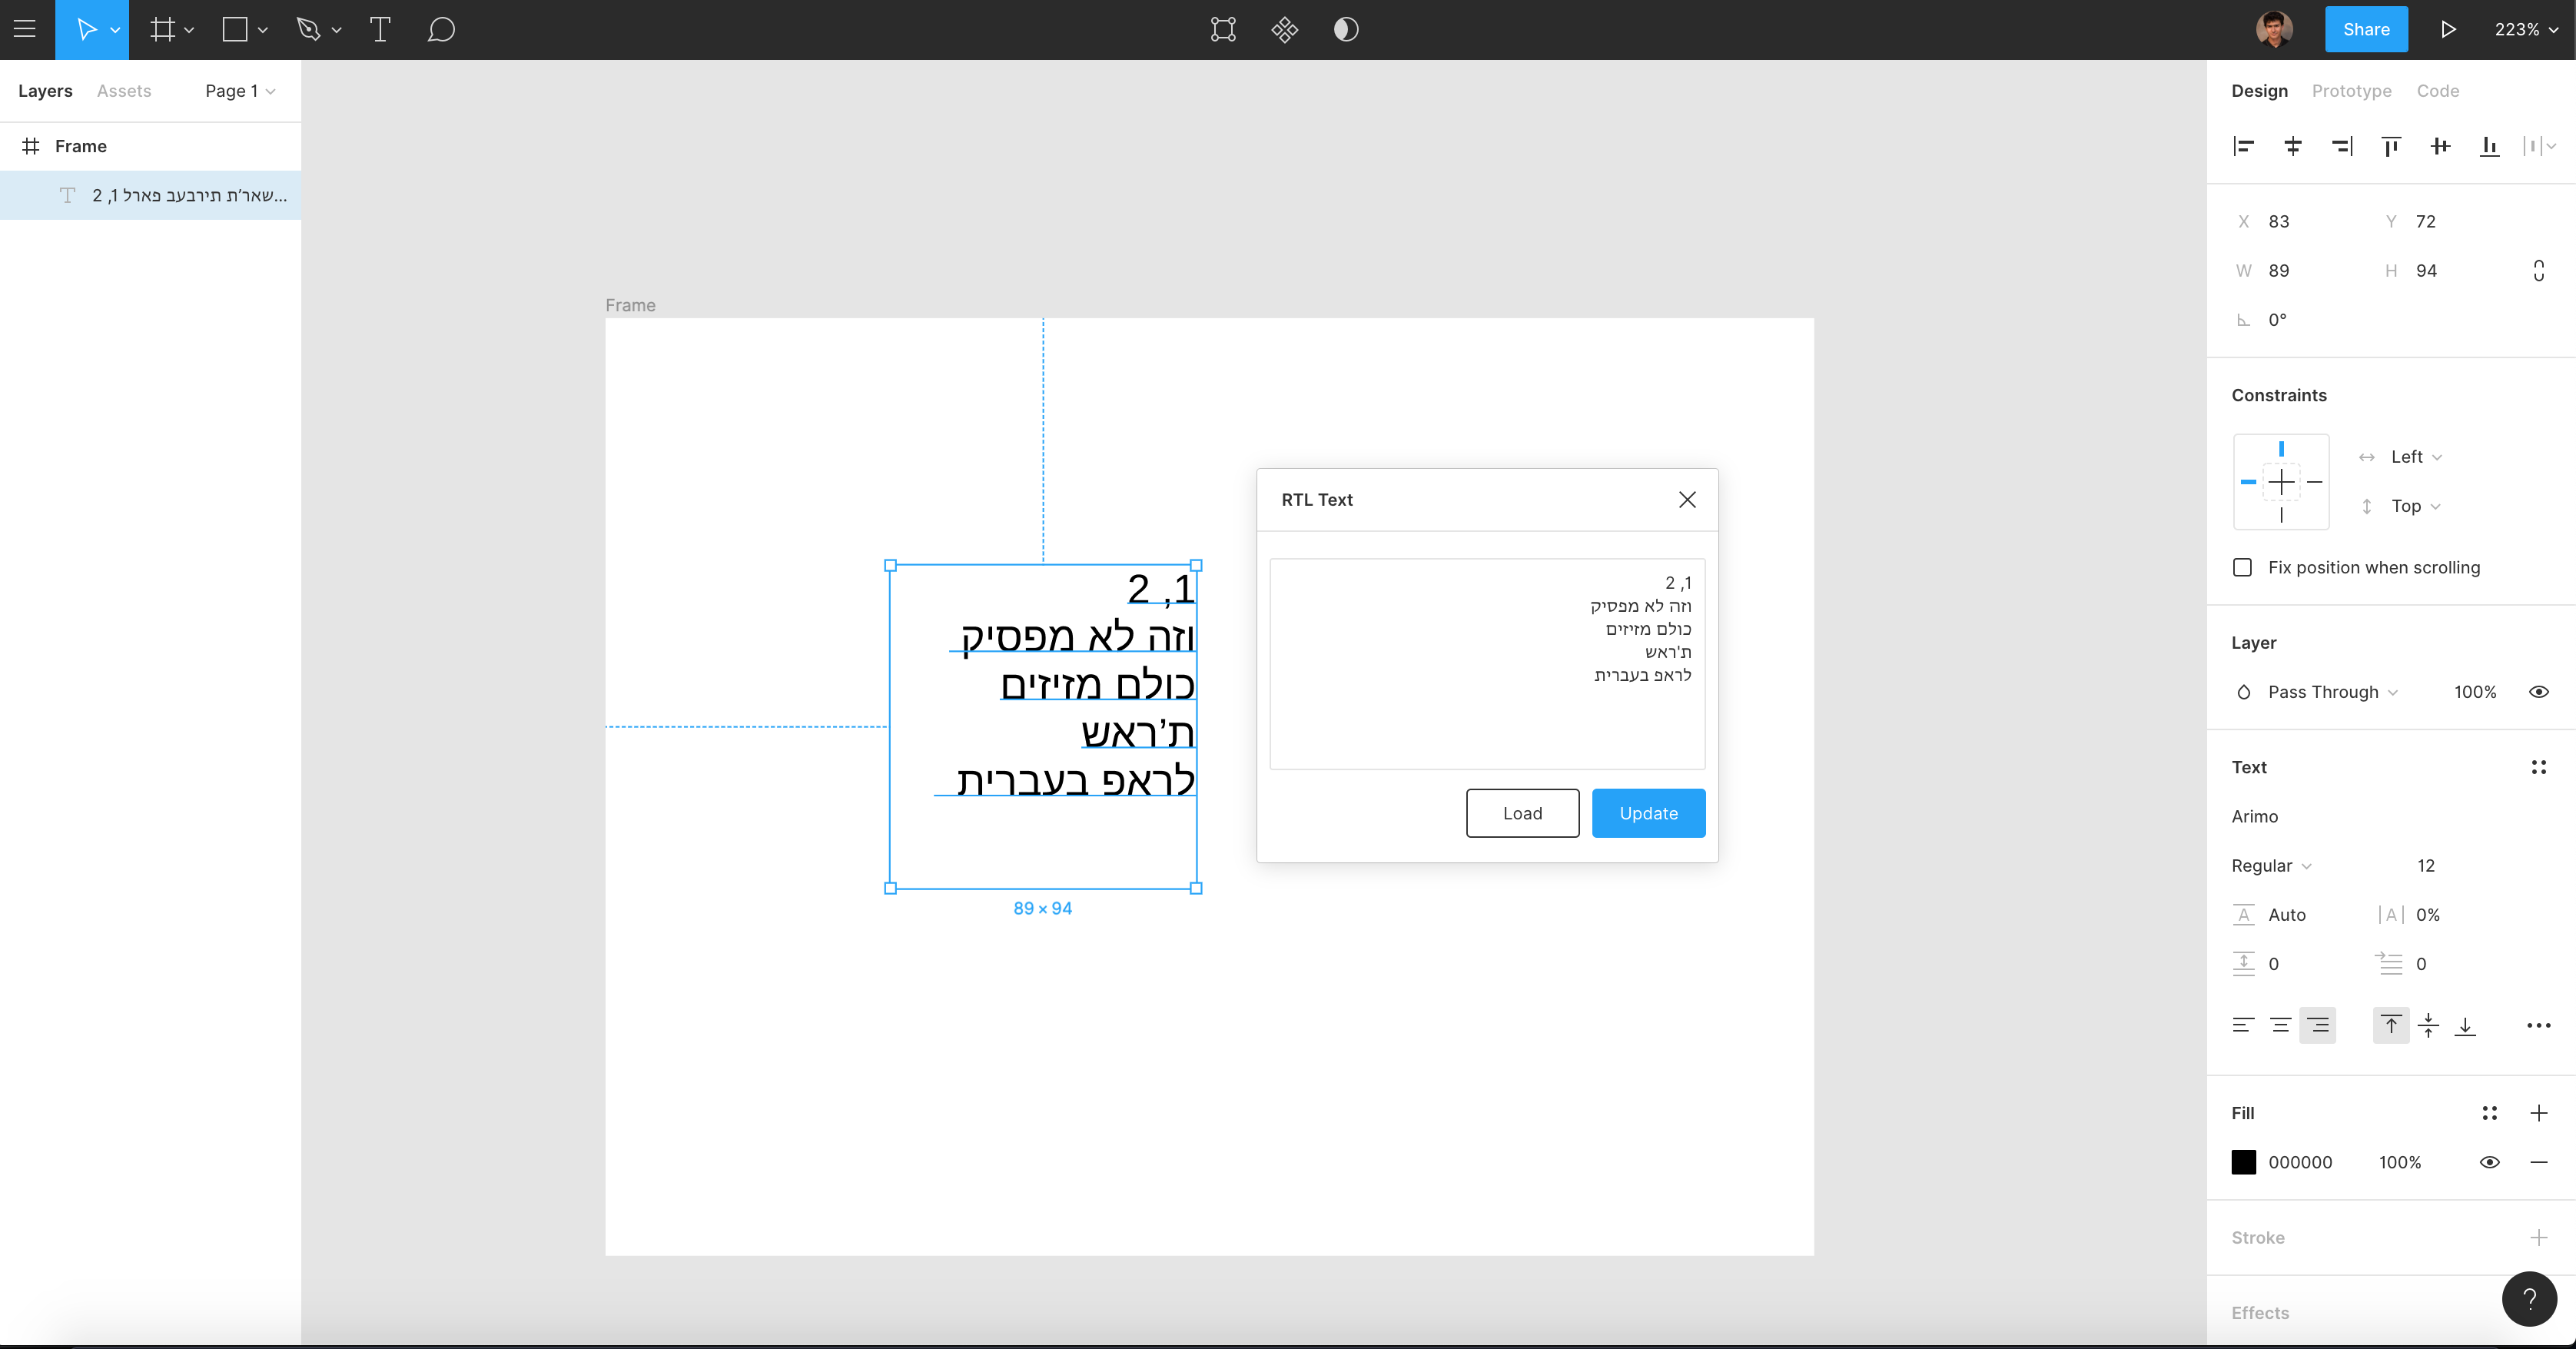 Share
223%
Layers
Assets
Page 1
Frame
2 ,1 שאר’ת תירבעב פארל...
Frame
1, 2
וזה לא מפסיק
כולם מזיזים
ת’ראש
לראפ בעברית
89 × 94
RTL Text
1, 2
וזה לא מפסיק
כולם מזיזים
ת'ראש
לראפ בעברית
Load
Update
Design
Prototype
Code
X 83
Y 72
W 89
H 94
0°
Constraints
Left
Top
Fix position when scrolling
Layer
Pass Through
100%
Text
Arimo
Regular
12
A Auto
A 0%
0
0
Fill
000000
100%
Stroke
Effects
?